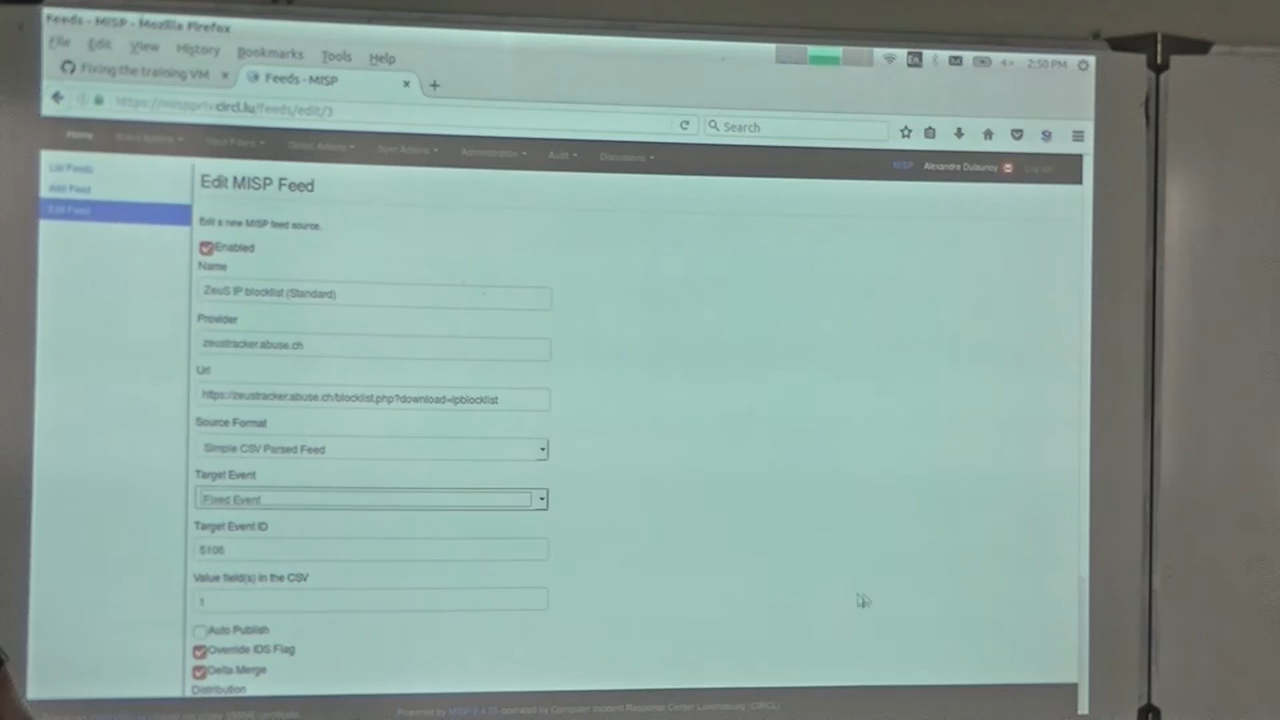 Feeds - MISP - Mozilla Firefox
File Edit View History Bookmarks Tools Help 2:50 PM
Fixing the training VM Feeds - MISP
circl.lu/feeds/edit/3 Search
Home Event Actions Input Filters Global Actions Sync Actions Administration Audit Discussions MISP Alexandre Dulaunoy Log out
List Feeds
Add Feed
Edit Feed
Edit MISP Feed
Edit a new MISP feed source.
Enabled
Name
ZeuS IP blocklist (Standard)
Provider
zeustracker.abuse.ch
Url
https://zeustracker.abuse.ch/blocklist.php?download=ipblocklist
Source Format
Simple CSV Parsed Feed
Target Event
Fixed Event
Target Event ID
5106
Value field(s) in the CSV
1
Auto Publish
Override IDS Flag
Delta Merge
Distribution
Powered by MISP operated by Computer Incident Response Center Luxembourg (CIRCL)